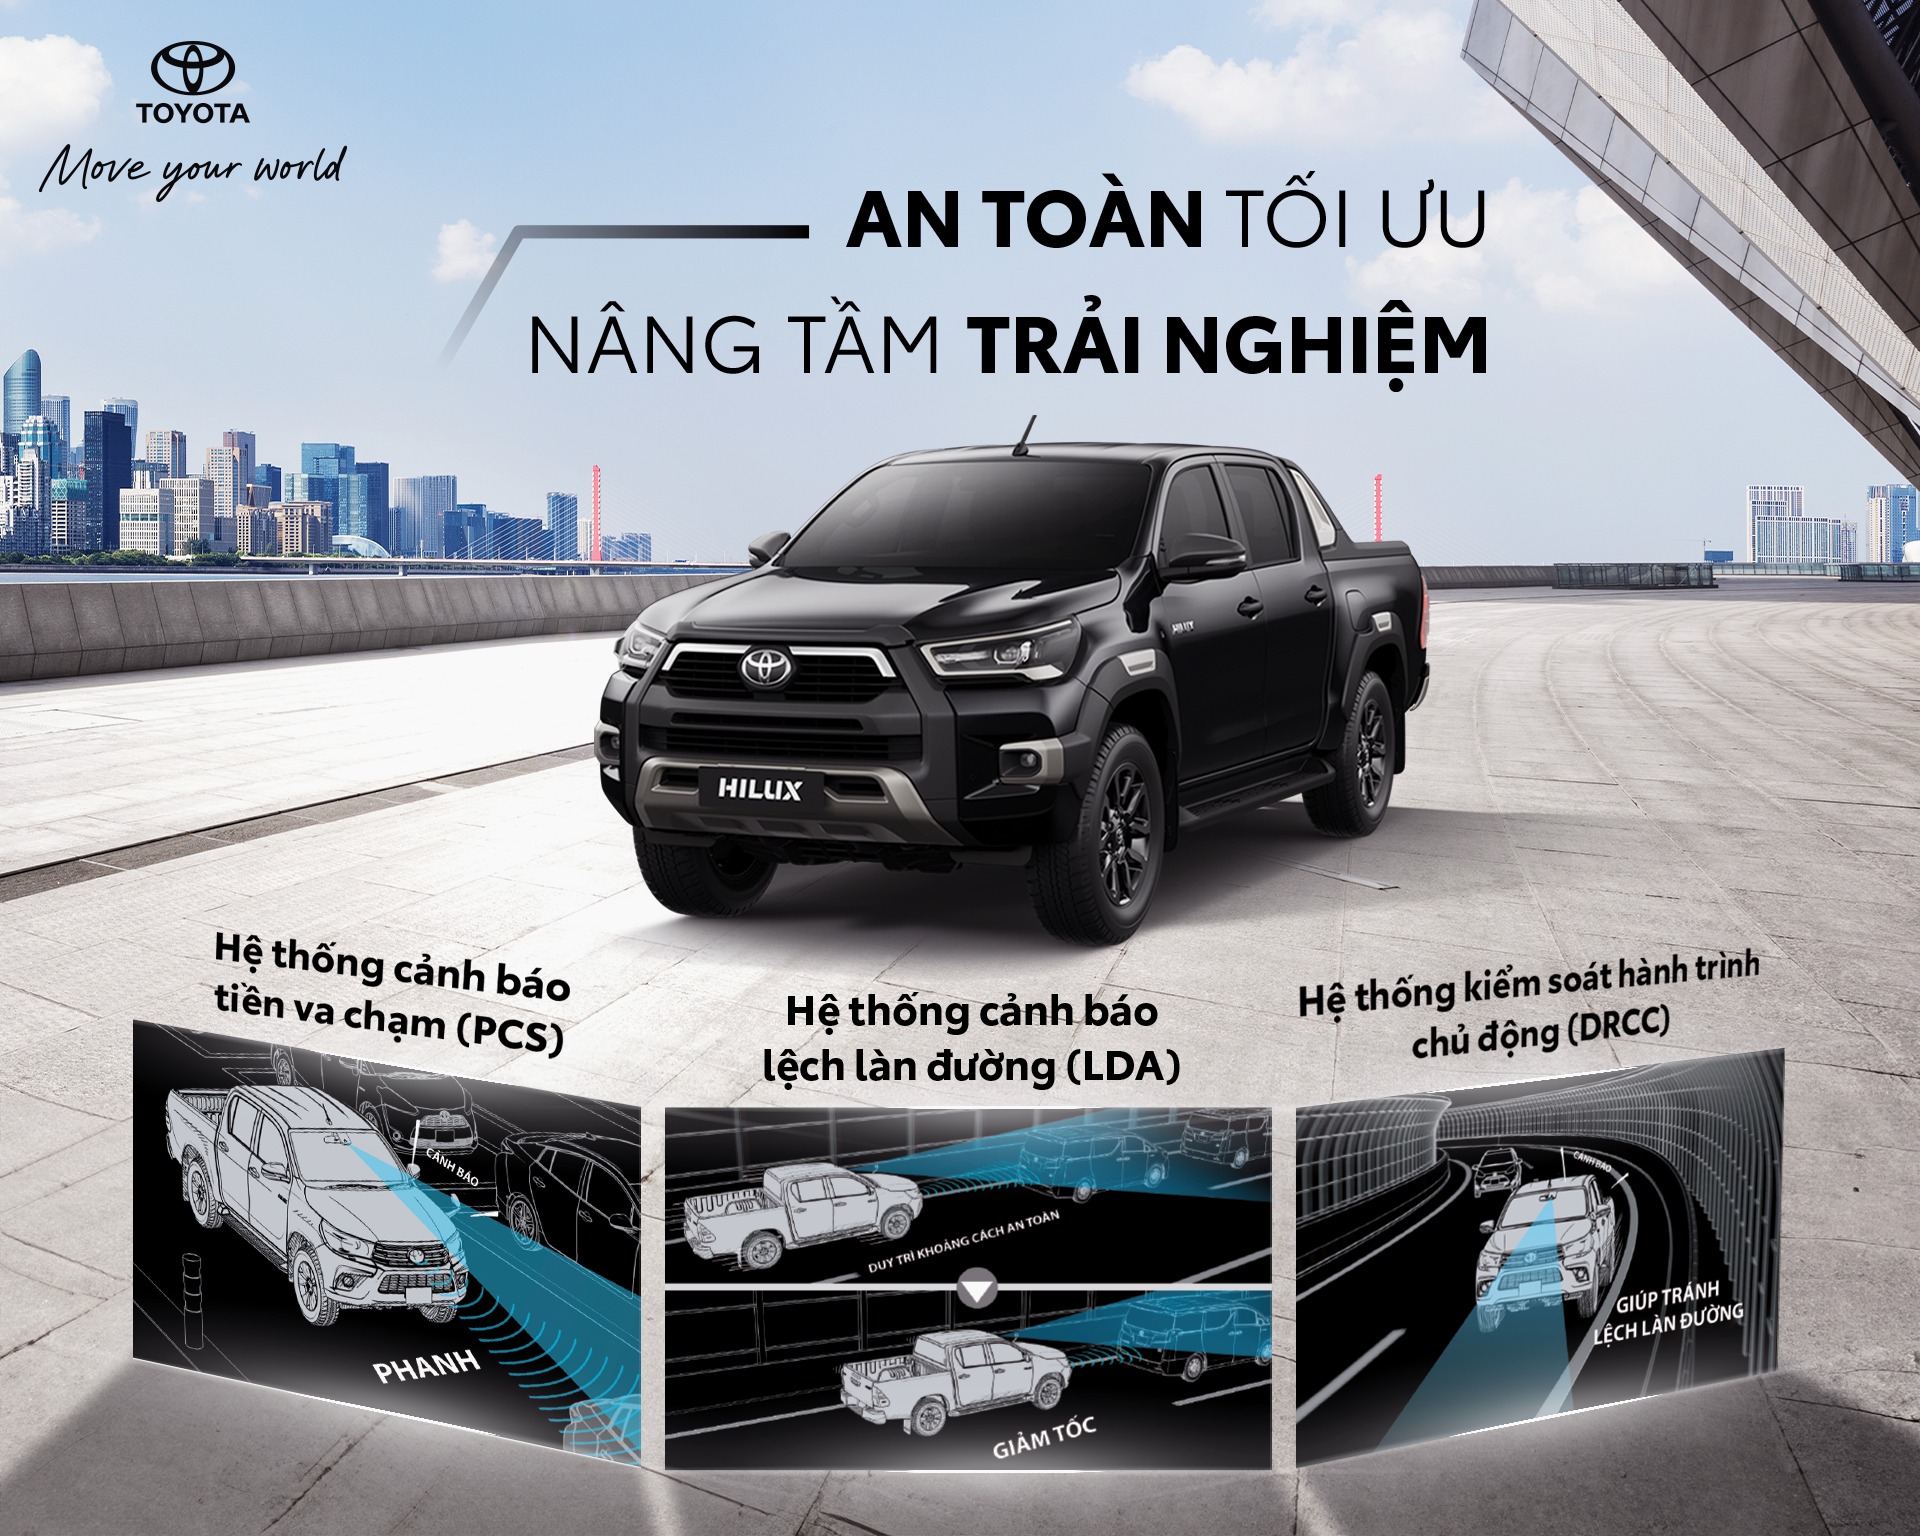 TOYOTA
Move your world
AN TOÀN TỐI ƯU
NÂNG TẦM TRẢI NGHIỆM
HILUX
HILUX
Hệ thống cảnh báo
tiền va chạm (PCS)
CẢNH BÁO
PHANH
Hệ thống cảnh báo
lệch làn đường (LDA)
DUY TRÌ KHOẢNG CÁCH AN TOÀN
GIẢM TỐC
Hệ thống kiểm soát hành trình
chủ động (DRCC)
CẢNH BÁO
GIÚP TRÁNH
LỆCH LÀN ĐƯỜNG